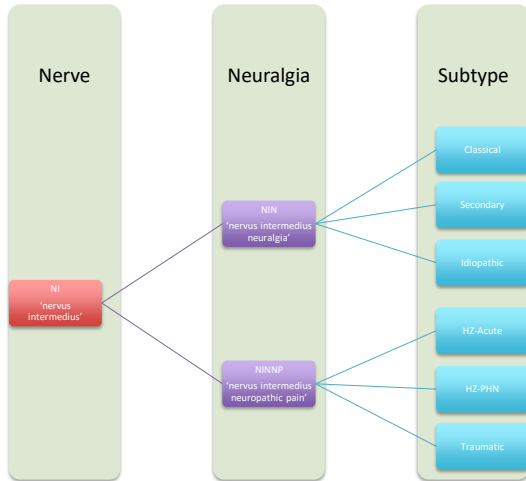 Nerve
Neuralgia
Subtype
NI
‘nervus
intermedius’
NIN
‘nervus intermedius
neuralgia’
NINNP
‘nervus intermedius
neuropathic pain’
Classical
Secondary
Idiopathic
HZ-Acute
HZ-PHN
Traumatic